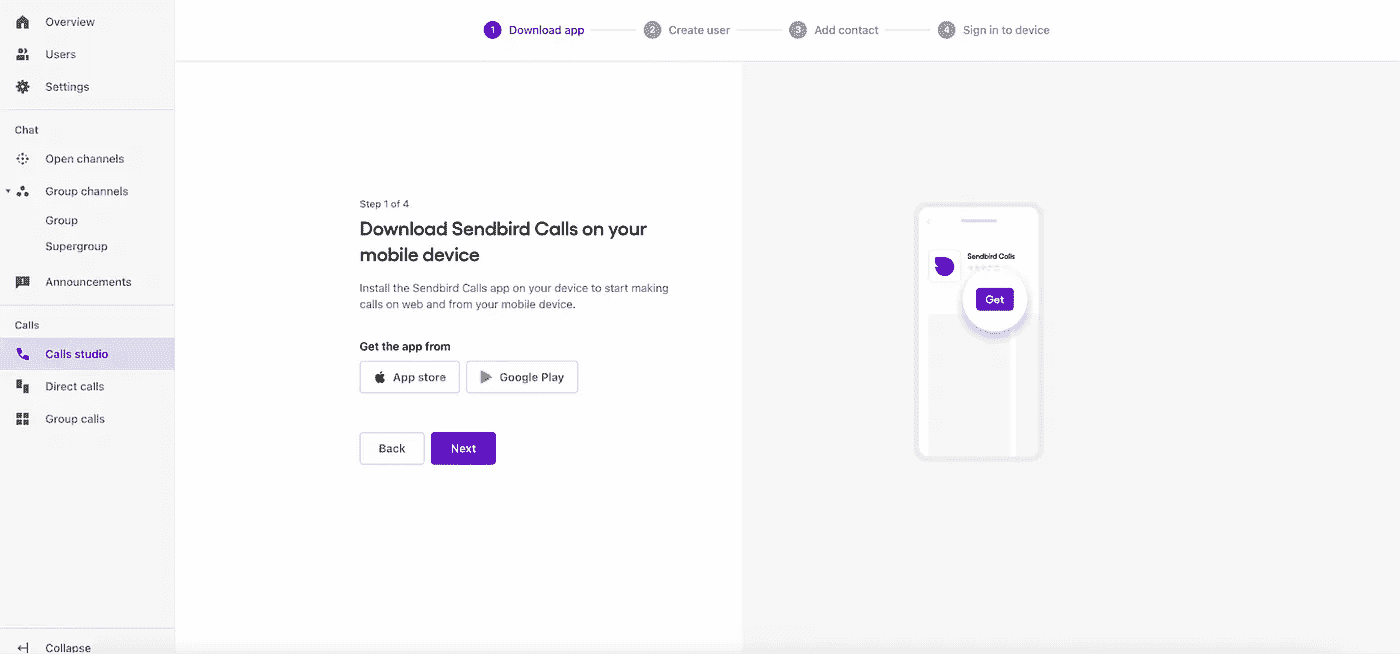 Overview
Users
Settings
Chat
Open channels
Group channels
Group
Supergroup
Announcements
Calls
Calls studio
Direct calls
Group calls
Collapse
1 Download app
2 Create user
3 Add contact
4 Sign in to device
Step 1 of 4
Download Sendbird Calls on your
mobile device
Install the Sendbird Calls app on your device to start making
calls on web and from your mobile device.
Get the app from
App store
Google Play
Back
Next
Sendbird Calls
Get